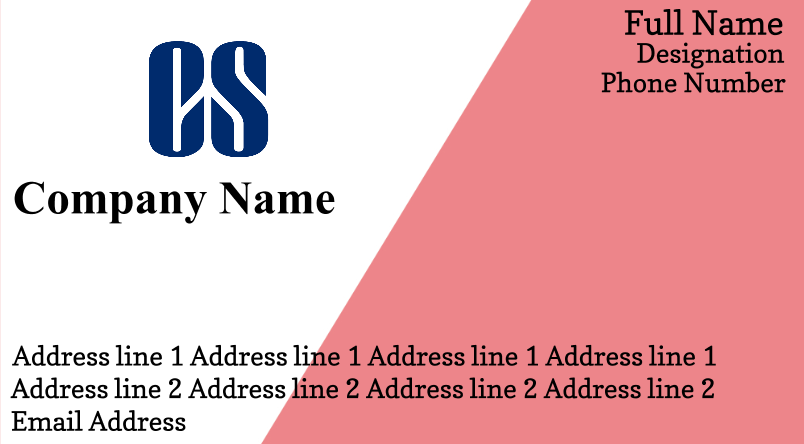 Full Name
Designation
Phone Number
CS
Company Name
Address line 1 Address line 1 Address line 1 Address line 1
Address line 2 Address line 2 Address line 2 Address line 2
Email Address